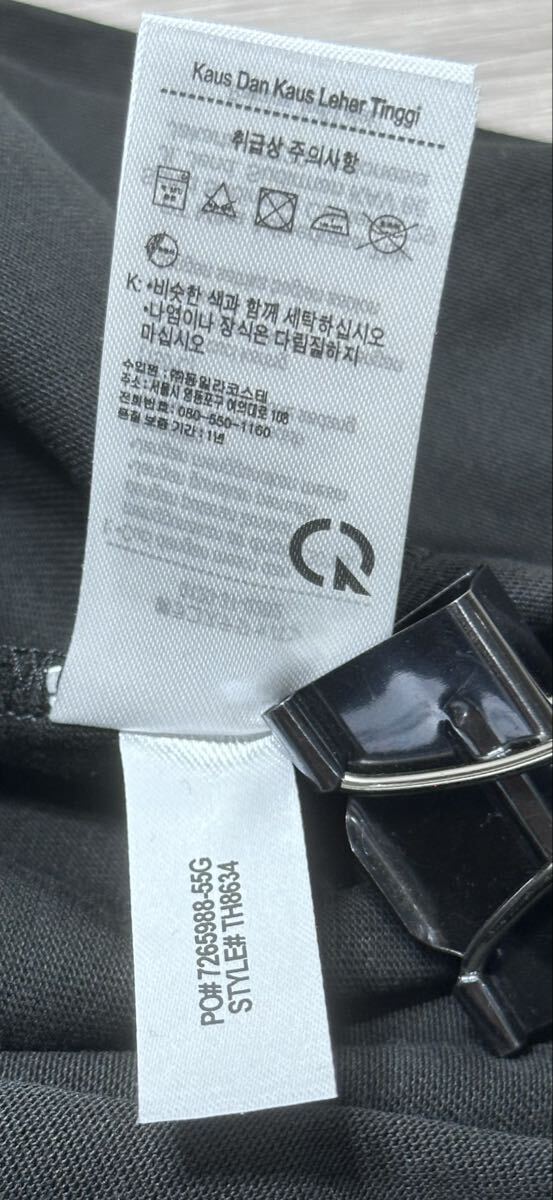 Kaus Dan Kaus Leher Tinggi
취급상 주의사항
K: •비슷한 색과 함께 세탁하십시오
•나염이나 장식은 다림질하지
마십시오
수입원 : ㈜동일라코스테
주소 : 서울시 영등포구 여의대로 108
전화번호 : 080-550-1160
품질 보증 기간 : 1년
PO# 7265988-55G
STYLE# TH8634